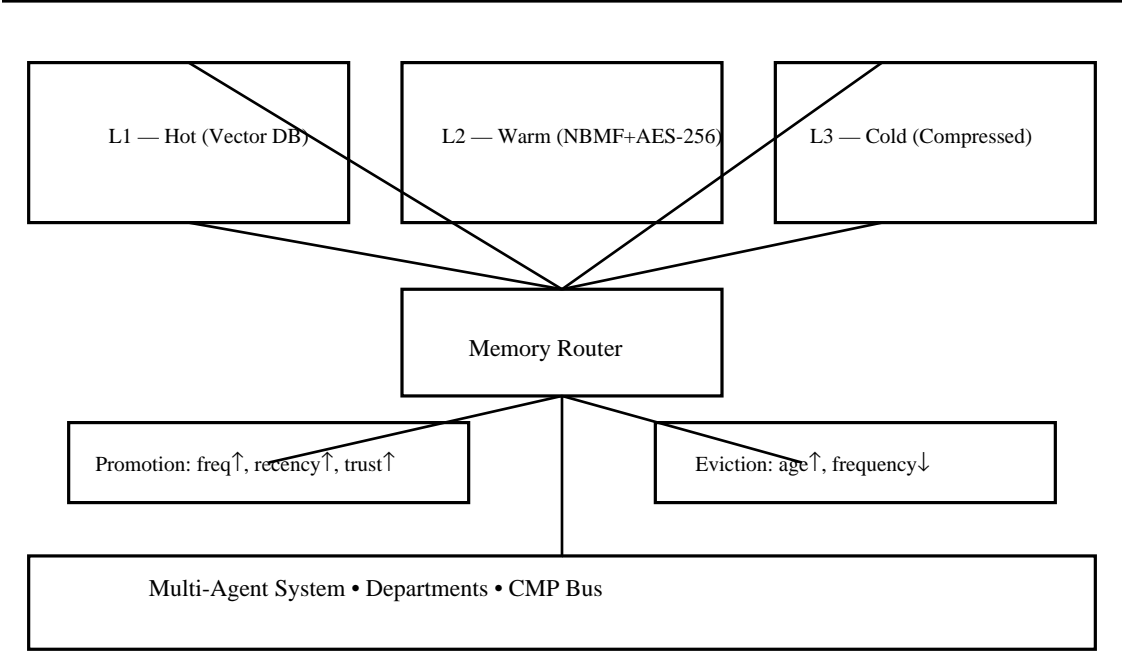 L1 — Hot (Vector DB)
L2 — Warm (NBMF+AES-256)
L3 — Cold (Compressed)
Memory Router
Promotion: freq↑, recency↑, trust↑
Eviction: age↑, frequency↓
Multi-Agent System • Departments • CMP Bus